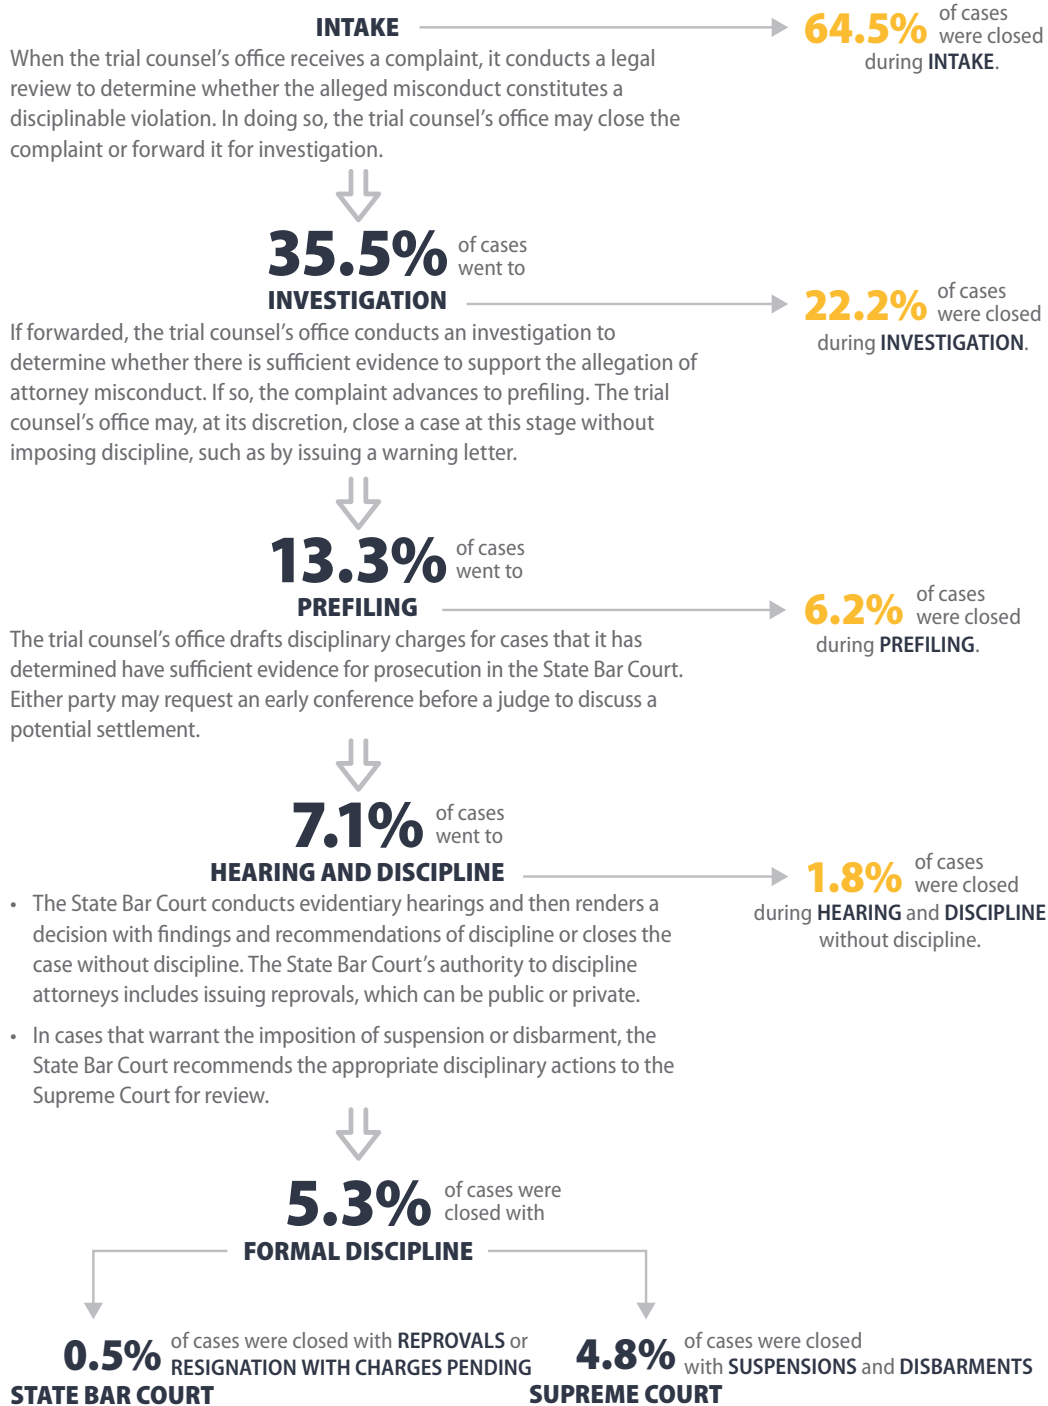 INTAKE
64.5% of cases
were closed
during INTAKE.
When the trial counsel's office receives a complaint, it conducts a legal
review to determine whether the alleged misconduct constitutes a
disciplinable violation. In doing so, the trial counsel's office may close the
complaint or forward it for investigation.
35.5% of cases
went to
INVESTIGATION
22.2% of cases
were closed
during INVESTIGATION.
If forwarded, the trial counsel's office conducts an investigation to
determine whether there is sufficient evidence to support the allegation of
attorney misconduct. If so, the complaint advances to prefiling. The trial
counsel's office may, at its discretion, close a case at this stage without
imposing discipline, such as by issuing a warning letter.
13.3% of cases
went to
PREFILING
6.2% of cases
were closed
during PREFILING.
The trial counsel's office drafts disciplinary charges for cases that it has
determined have sufficient evidence for prosecution in the State Bar Court.
Either party may request an early conference before a judge to discuss a
potential settlement.
7.1% of cases
went to
HEARING AND DISCIPLINE
1.8% of cases
were closed
during HEARING and DISCIPLINE
without discipline.
• The State Bar Court conducts evidentiary hearings and then renders a
decision with findings and recommendations of discipline or closes the
case without discipline. The State Bar Court's authority to discipline
attorneys includes issuing reprovals, which can be public or private.
• In cases that warrant the imposition of suspension or disbarment, the
State Bar Court recommends the appropriate disciplinary actions to the
Supreme Court for review.
5.3% of cases were
closed with
FORMAL DISCIPLINE
0.5% of cases were closed with REPROVALS or
RESIGNATION WITH CHARGES PENDING
STATE BAR COURT
4.8% of cases were closed
with SUSPENSIONS and DISBARMENTS
SUPREME COURT